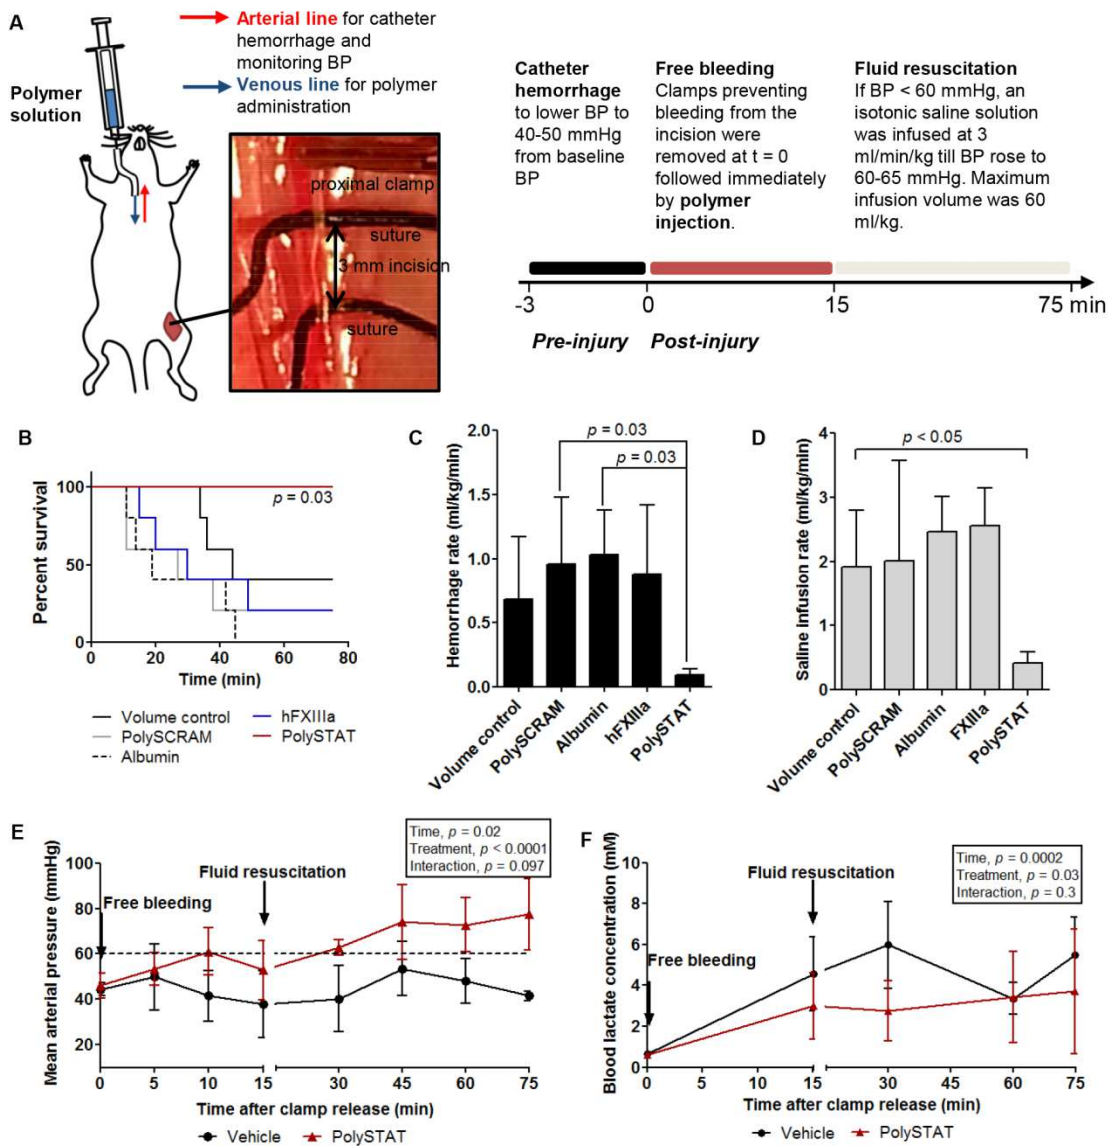 A
Arterial line for catheter
hemorrhage and
monitoring BP
Venous line for polymer
administration
Polymer
solution
proximal clamp
suture
3 mm incision
suture
Catheter
hemorrhage
to lower BP to
40-50 mmHg
from baseline
BP
Free bleeding
Clamps preventing
bleeding from the
incision were
removed at t = 0
followed immediately
by polymer
injection.
Fluid resuscitation
If BP < 60 mmHg, an
isotonic saline solution
was infused at 3
ml/min/kg till BP rose to
60-65 mmHg. Maximum
infusion volume was 60
ml/kg.
-3
0
15
75 min
Pre-injury
Post-injury
B
Percent survival
100
50
0
p = 0.03
0
20
40
60
80
Time (min)
Volume control
PolySCRAM
Albumin
hFXIIIa
PolySTAT
C
Hemorrhage rate (ml/kg/min)
2.0
1.5
1.0
0.5
0.0
p = 0.03
p = 0.03
Volume control
PolySCRAM
Albumin
hFXIIIa
PolySTAT
D
Saline infusion rate (ml/kg/min)
4
3
2
1
0
p < 0.05
Volume control
PolySCRAM
Albumin
FXIIIa
PolySTAT
E
Mean arterial pressure (mmHg)
100
80
60
40
20
Free bleeding
Fluid resuscitation
Time, p = 0.02
Treatment, p < 0.0001
Interaction, p = 0.097
0
5
10
15
30
45
60
75
Time after clamp release (min)
Vehicle
PolySTAT
F
Blood lactate concentration (mM)
10
8
6
4
2
0
Free bleeding
Fluid resuscitation
Time, p = 0.0002
Treatment, p = 0.03
Interaction, p = 0.3
0
5
10
15
30
60
75
Time after clamp release (min)
Vehicle
PolySTAT